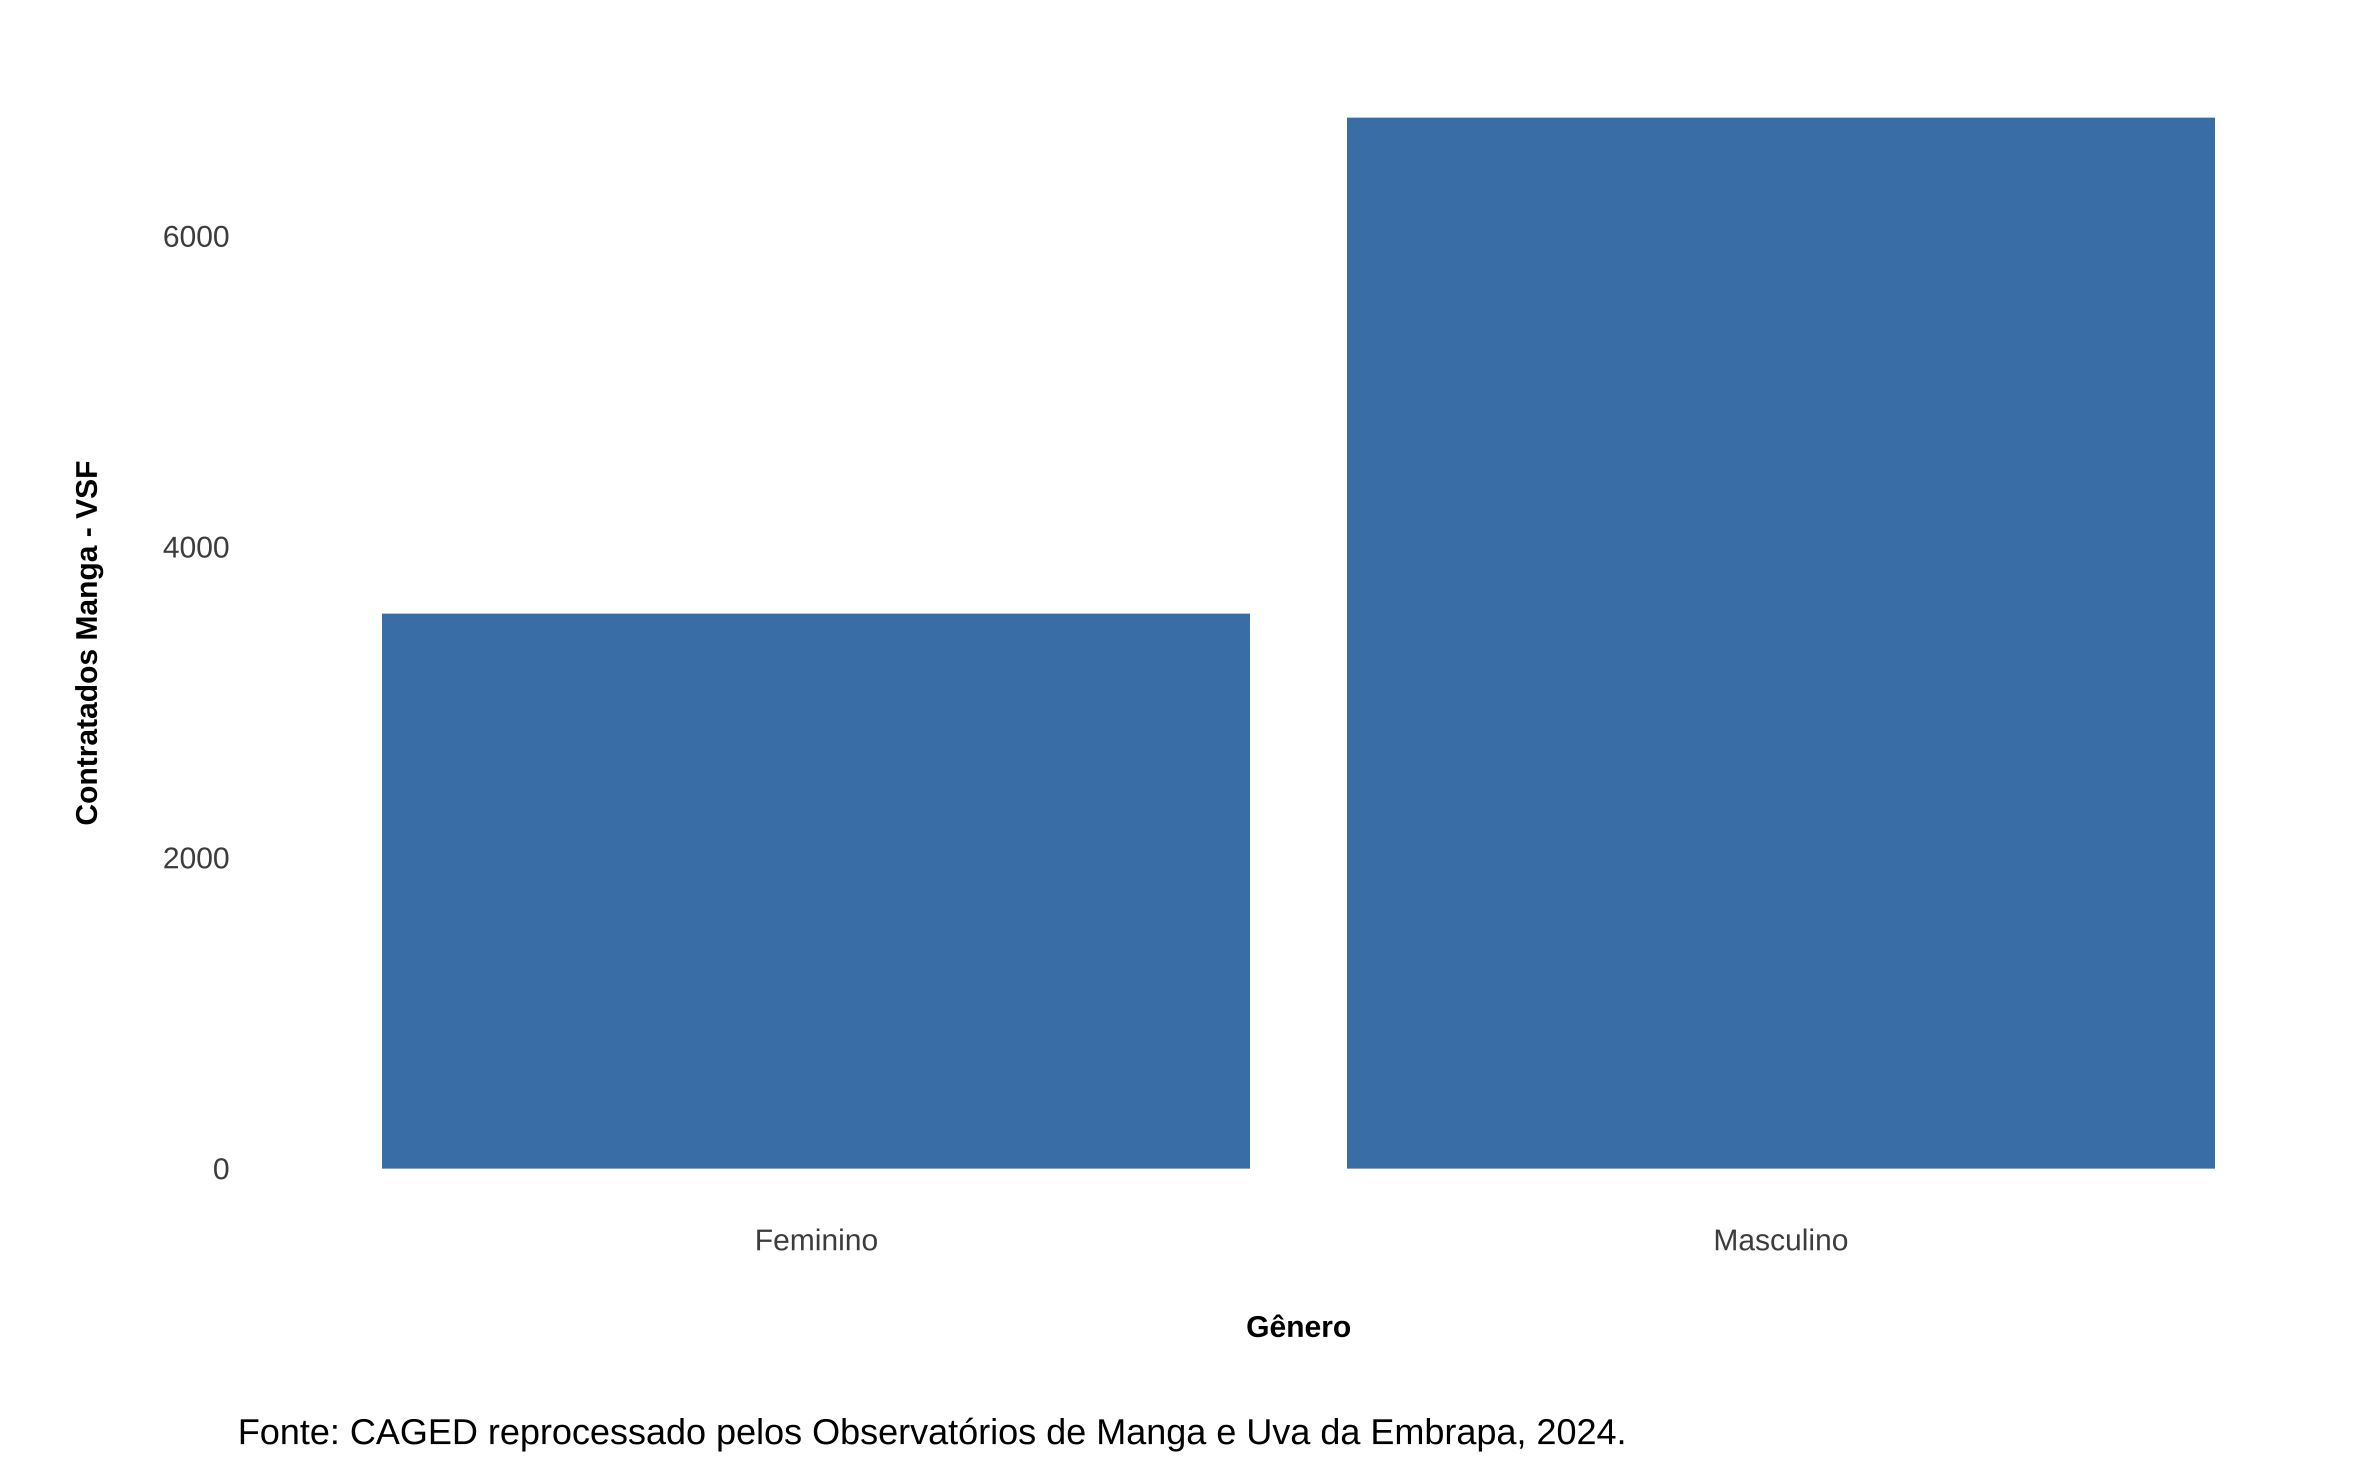 Contratados Manga - VSF
6000
4000
2000
0
Feminino
Masculino
Gênero
Fonte: CAGED reprocessado pelos Observatórios de Manga e Uva da Embrapa, 2024.